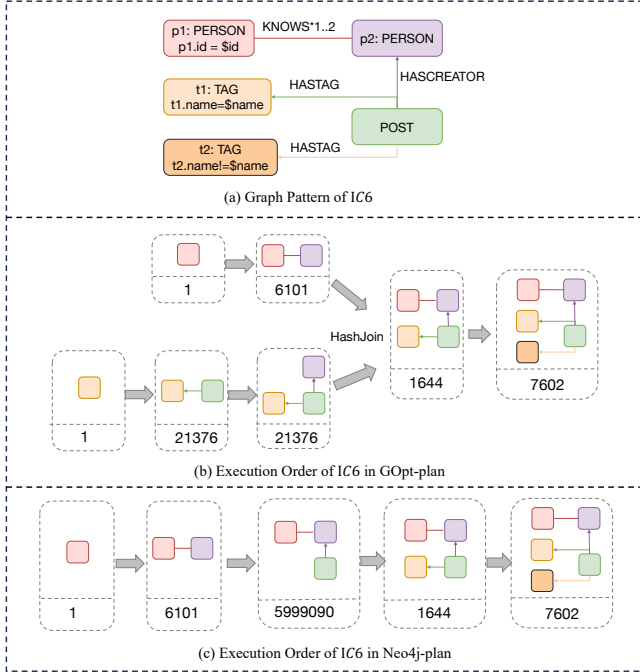 p1: PERSON
p1.id = $id
KNOWS*1..2
p2: PERSON
HASCREATOR
t1: TAG
t1.name=$name
HASTAG
POST
t2: TAG
t2.name!=$name
HASTAG
(a) Graph Pattern of IC6
1
6101
HashJoin
1644
7602
1
21376
21376
(b) Execution Order of IC6 in GOpt-plan
1
6101
5999090
1644
7602
(c) Execution Order of IC6 in Neo4j-plan